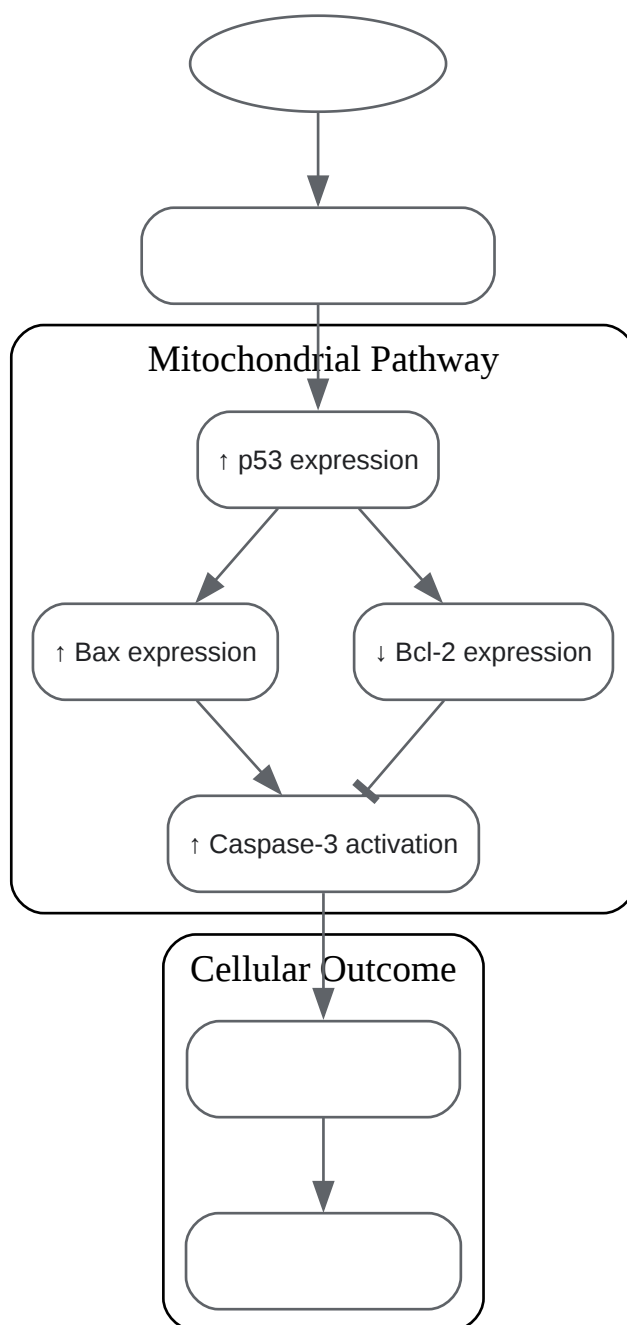 Mitochondrial Pathway
↑ p53 expression
↑ Bax expression
↓ Bcl-2 expression
↑ Caspase-3 activation
Cellular Outcome